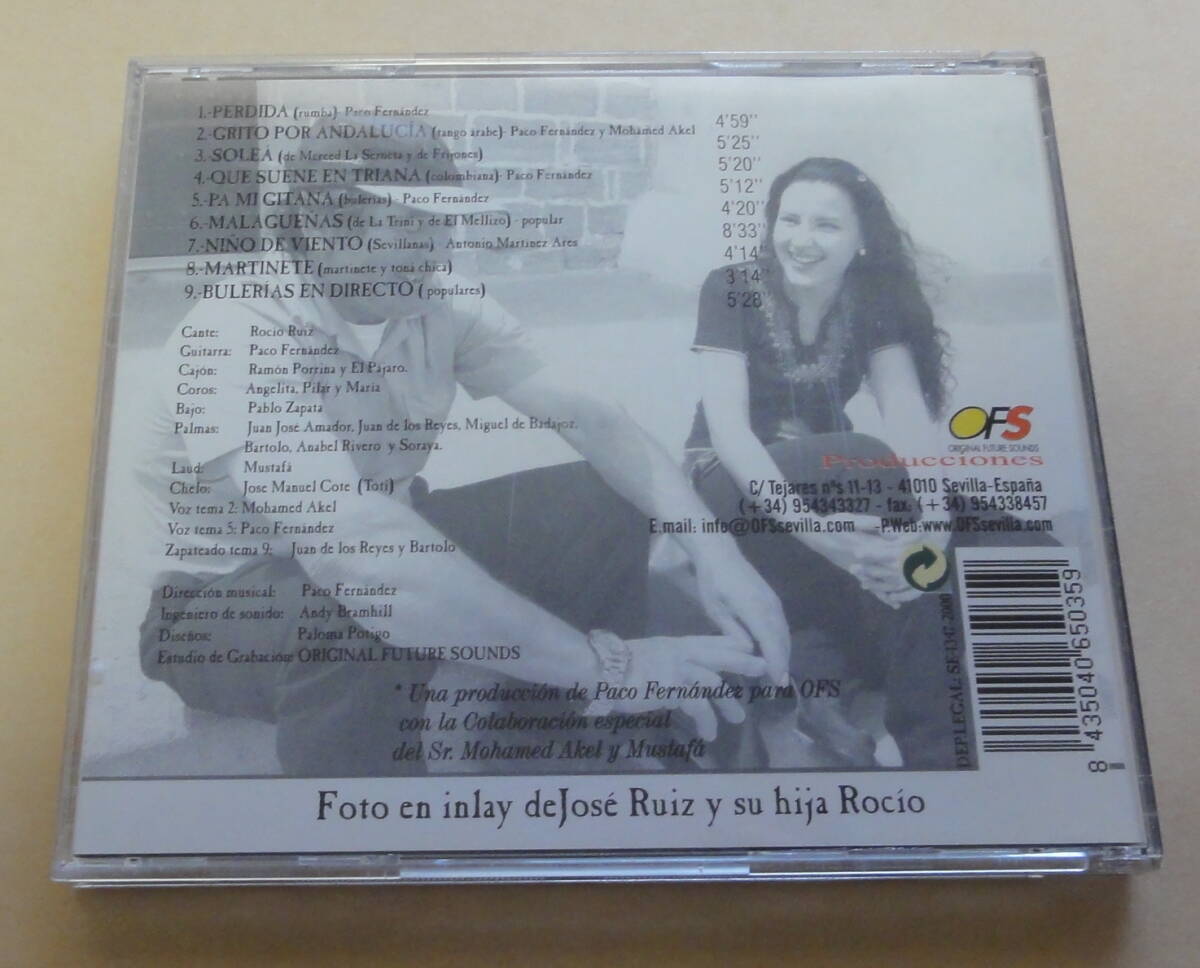 1.-PERDIDA (rumba)- Paco Fernández 4'59''
2.-GRITO POR ANDALUCÍA (tango árabe)- Paco Fernández y Mohamed Akel 5'25''
3.-SOLEÁ (de Merced La Serneta y de Frijones) 5'20''
4.-QUE SUENE EN TRIANA (colombiana)- Paco Fernández 5'12''
5.-PA MI GITANA (bulerías)- Paco Fernández 4'20''
6.-MALAGUEÑAS (de La Trini y de El Mellizo)- popular 8'33''
7.-NIÑO DE VIENTO (Sevillanas)- Antonio Martínez Ares 4'14''
8.-MARTINETE (martinete y toná chica) 3'14''
9.-BULERÍAS EN DIRECTO ( populares) 5'28''
Cante: Rocío Ruiz
Guitarra: Paco Fernández
Cajón: Ramón Porrina y El Pájaro.
Coros: Angelita, Pilar y María
Bajo: Pablo Zapata
Palmas: Juan José Amador, Juan de los Reyes, Miguel de Badajoz,
Bartolo, Anabel Rivero y Soraya.
Laud: Mustafá
Chelo: Jose Manuel Cote (Toti)
Voz tema 2: Mohamed Akel
Voz tema 5: Paco Fernández
Zapateado tema 9: Juan de los Reyes y Bartolo
Dirección musical: Paco Fernández
Ingeniero de sonido: Andy Bramhill
Diseños: Paloma Potigo
Estudio de Grabación: ORIGINAL FUTURE SOUNDS
* Una producción de Paco Fernández para OFS
con la Colaboración especial
del Sr. Mohamed Akel y Mustafá
OFS
ORIGINAL FUTURE SOUNDS
Producciones
C/ Tejares nºs 11-13 - 41010 Sevilla-España
(+34) 954343327 - fax: (+34) 954338457
E.mail: info@OFSsevilla.com -P.Web:www.OFSsevilla.com
DEP.LEGAL: SE-1347-2000
8 435040 650359
Foto en inlay deJosé Ruiz y su hija Rocío